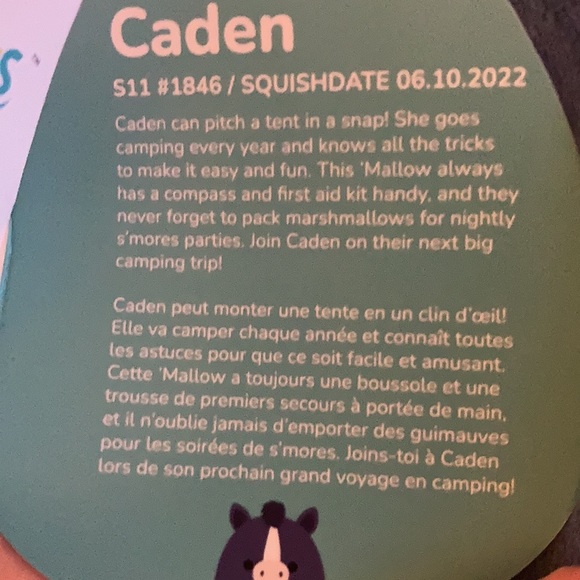 Caden
S11 #1846 / SQUISHDATE 06.10.2022
Caden can pitch a tent in a snap! She goes
camping every year and knows all the tricks
to make it easy and fun. This 'Mallow always
has a compass and first aid kit handy, and they
never forget to pack marshmallows for nightly
s'mores parties. Join Caden on their next big
camping trip!
Caden peut monter une tente en un clin d'œil!
Elle va camper chaque année et connaît toutes
les astuces pour que ce soit facile et amusant.
Cette 'Mallow a toujours une boussole et une
trousse de premiers secours à portée de main,
et il n'oublie jamais d'emporter des guimauves
pour les soirées de s'mores. Joins-toi à Caden
lors de son prochain grand voyage en camping!